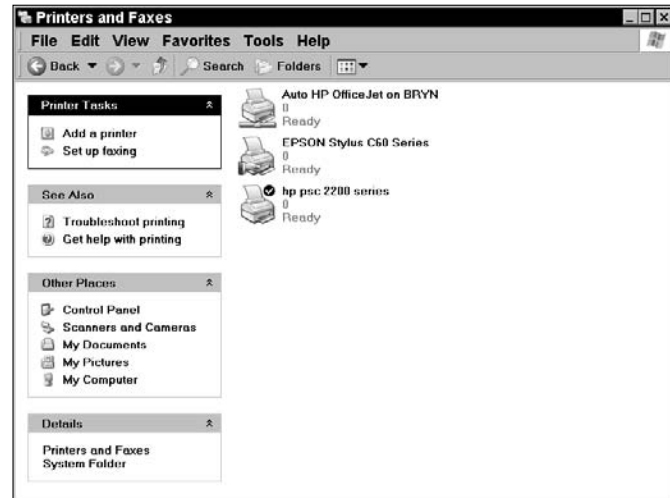 Printers and Faxes
File Edit View Favorites Tools Help
Back Search Folders
Printer Tasks
Add a printer
Set up faxing
See Also
Troubleshoot printing
Get help with printing
Other Places
Control Panel
Scanners and Cameras
My Documents
My Pictures
My Computer
Details
Printers and Faxes
System Folder
Auto HP OfficeJet on BRYN
0
Ready
EPSON Stylus C60 Series
0
Ready
hp psc 2200 series
0
Ready